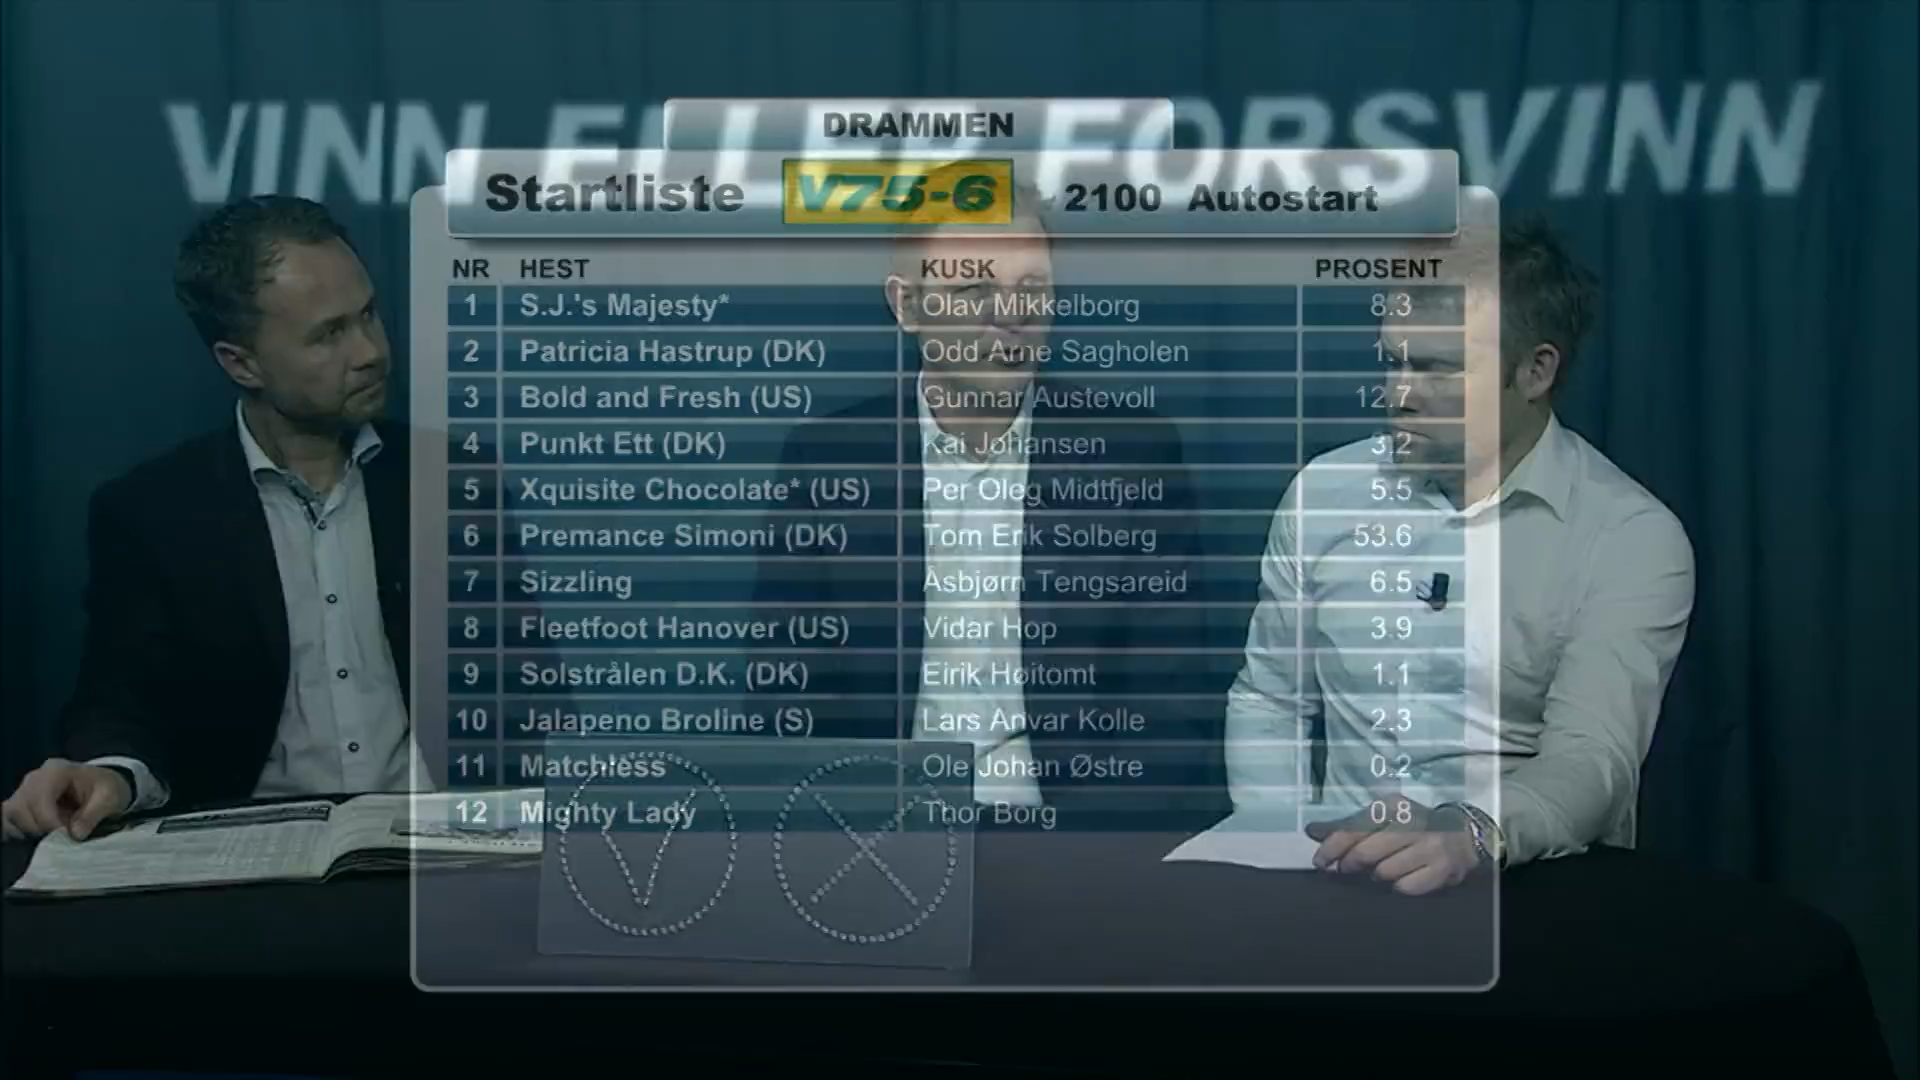 VINN ELLER FORSVINN
DRAMMEN
Startliste V75-6 2100 Autostart
NR HEST KUSK PROSENT
1 S.J.'s Majesty* Olav Mikkelborg 8.3
2 Patricia Hastrup (DK) Odd Arne Sagholen 1.1
3 Bold and Fresh (US) Gunnar Austevoll 12.7
4 Punkt Ett (DK) Kai Johansen 3.2
5 Xquisite Chocolate* (US) Per Oleg Midtfjeld 5.5
6 Premance Simoni (DK) Tom Erik Solberg 53.6
7 Sizzling Åsbjørn Tengsareid 6.5
8 Fleetfoot Hanover (US) Vidar Hop 3.9
9 Solstrålen D.K. (DK) Eirik Høitomt 1.1
10 Jalapeno Broline (S) Lars Anvar Kolle 2.3
11 Matchless Ole Johan Østre 0.2
12 Mighty Lady Thor Borg 0.8